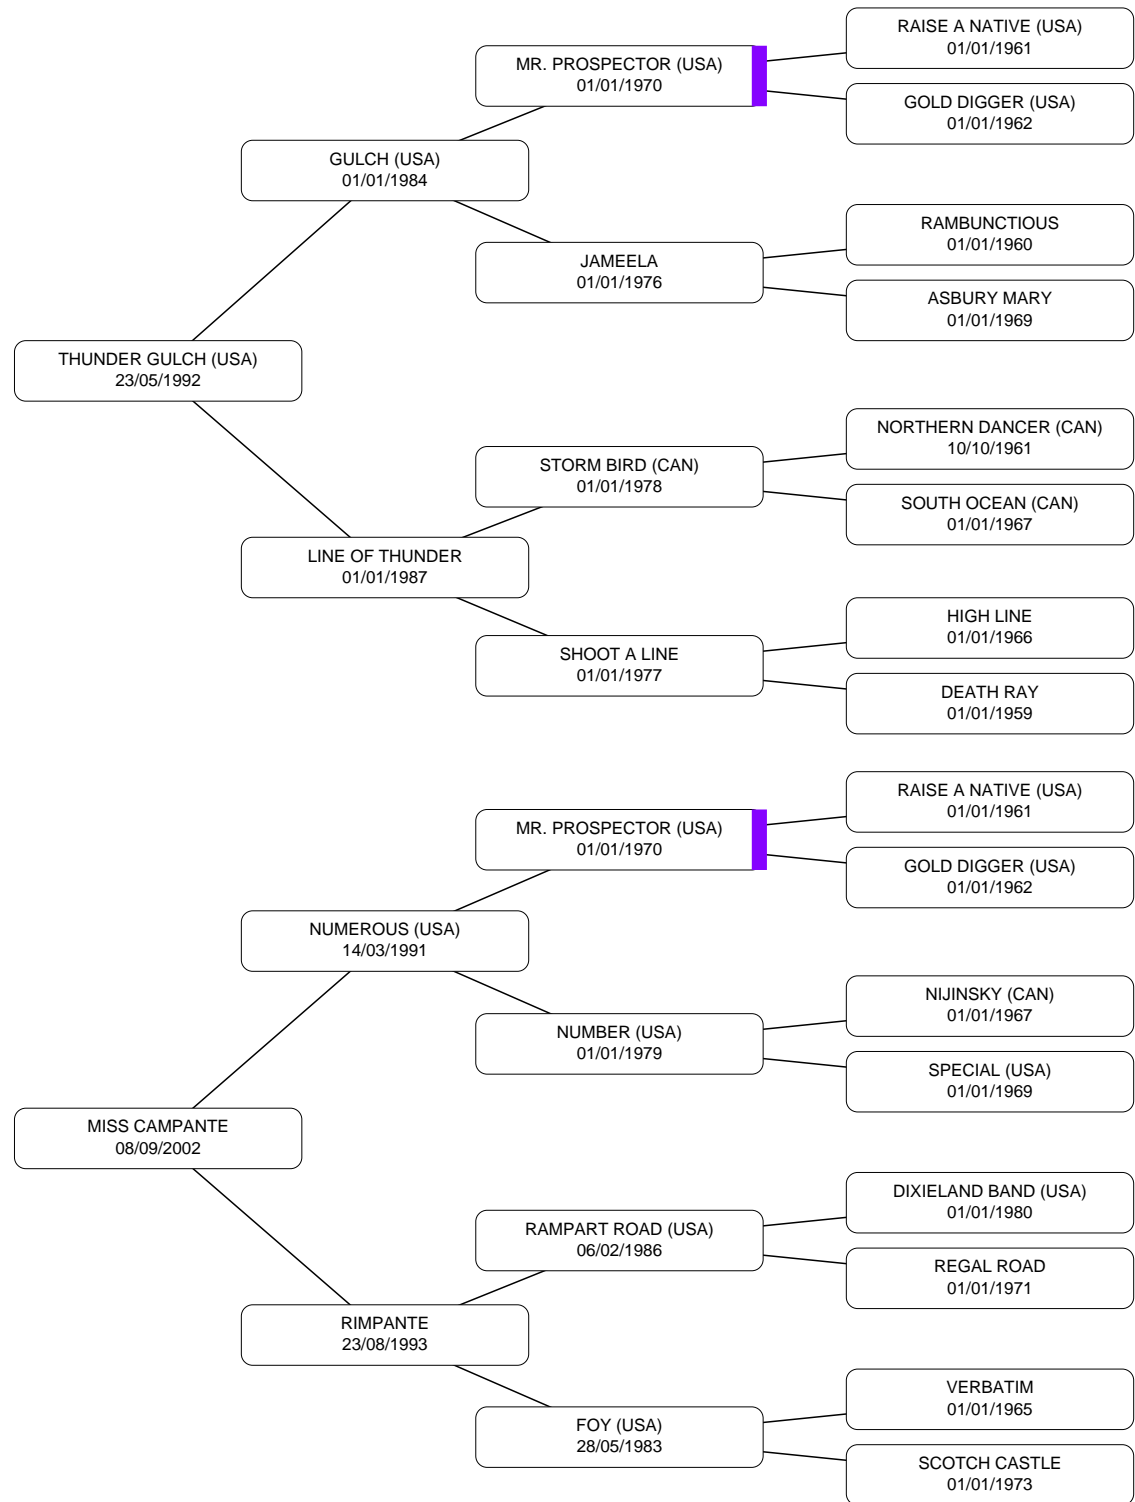 RAISE A NATIVE (USA)
01/01/1961
MR. PROSPECTOR (USA)
01/01/1970
GOLD DIGGER (USA)
01/01/1962
GULCH (USA)
01/01/1984
RAMBUNCTIOUS
01/01/1960
JAMEELA
01/01/1976
ASBURY MARY
01/01/1969
THUNDER GULCH (USA)
23/05/1992
NORTHERN DANCER (CAN)
10/10/1961
STORM BIRD (CAN)
01/01/1978
SOUTH OCEAN (CAN)
01/01/1967
LINE OF THUNDER
01/01/1987
HIGH LINE
01/01/1966
SHOOT A LINE
01/01/1977
DEATH RAY
01/01/1959
RAISE A NATIVE (USA)
01/01/1961
MR. PROSPECTOR (USA)
01/01/1970
GOLD DIGGER (USA)
01/01/1962
NUMEROUS (USA)
14/03/1991
NIJINSKY (CAN)
01/01/1967
NUMBER (USA)
01/01/1979
SPECIAL (USA)
01/01/1969
MISS CAMPANTE
08/09/2002
DIXIELAND BAND (USA)
01/01/1980
RAMPART ROAD (USA)
06/02/1986
REGAL ROAD
01/01/1971
RIMPANTE
23/08/1993
VERBATIM
01/01/1965
FOY (USA)
28/05/1983
SCOTCH CASTLE
01/01/1973